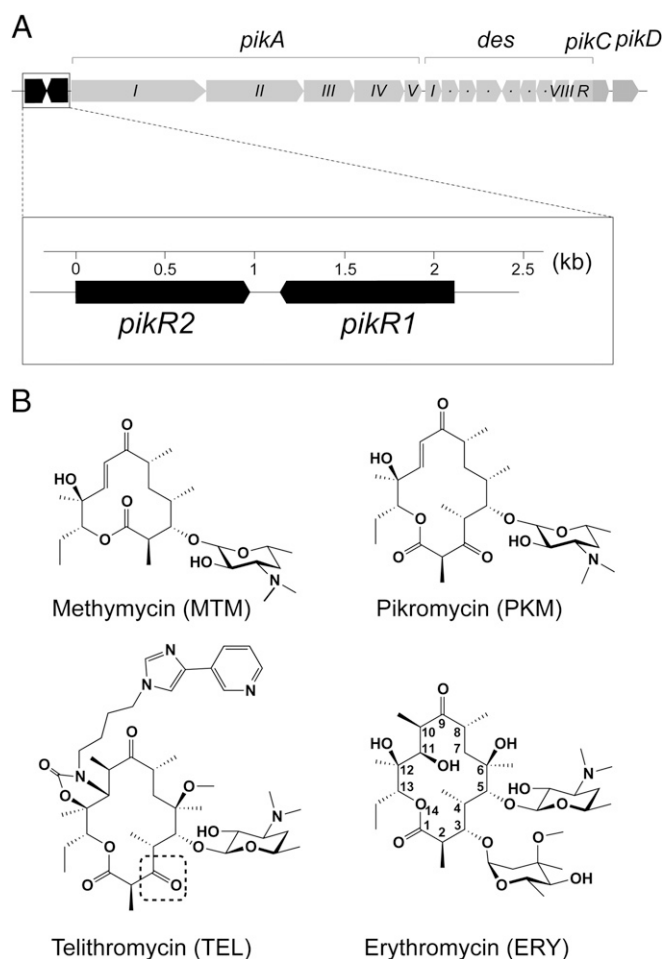 A
pikA des pikC pikD
I II III IV V I · · · · · · VIII R
0 0.5 1 1.5 2 2.5 (kb)
pikR2 pikR1
B
O
HO
O
O
O
HO
O
N
Methymycin (MTM)
O
HO
O
O
O
O
O
HO
N
Pikromycin (PKM)
N
N
N
O
N
O
O
O
HO
N
O
O
O
O
O
Telithromycin (TEL)
O
9
10 8
HO 11 7 OH
12 OH 6
13 5 O
O 14 4
1 3 O
O 2
HO
N
O
O
O
OH
Erythromycin (ERY)